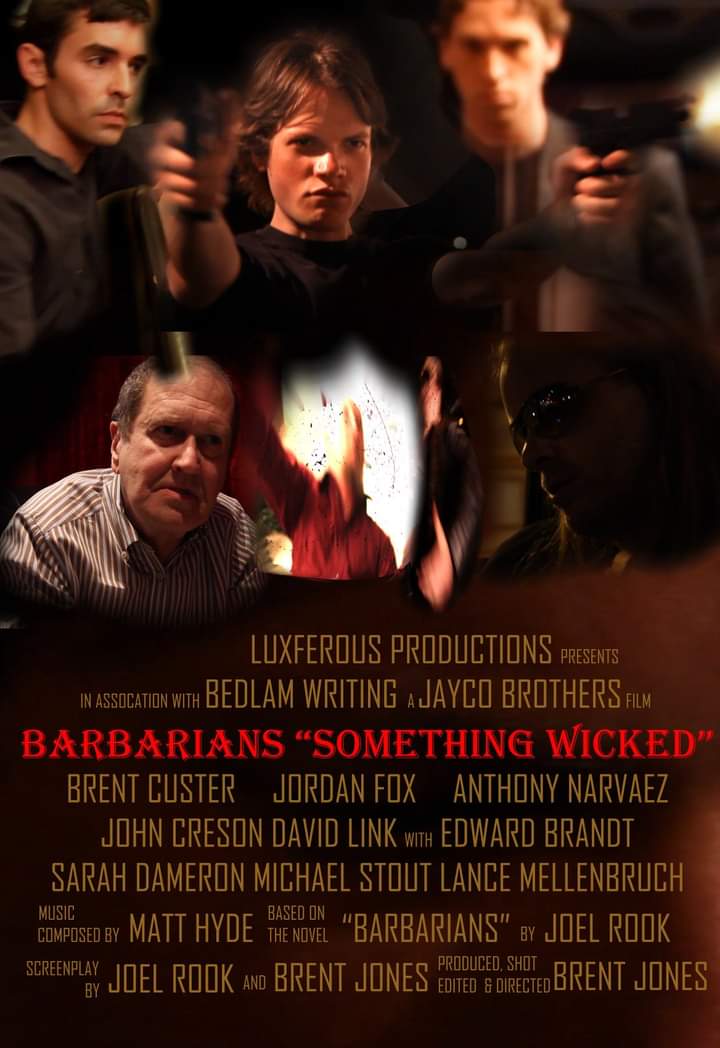 LUXFEROUS PRODUCTIONS PRESENTS
IN ASSOCATION WITH BEDLAM WRITING A JAYCO BROTHERS FILM
BARBARIANS “SOMETHING WICKED”
BRENT CUSTER JORDAN FOX ANTHONY NARVAEZ
JOHN CRESON DAVID LINK WITH EDWARD BRANDT
SARAH DAMERON MICHAEL STOUT LANCE MELLENBRUCH
MUSIC COMPOSED BY MATT HYDE BASED ON THE NOVEL “BARBARIANS” BY JOEL ROOK
SCREENPLAY BY JOEL ROOK AND BRENT JONES PRODUCED, SHOT EDITED & DIRECTED BRENT JONES